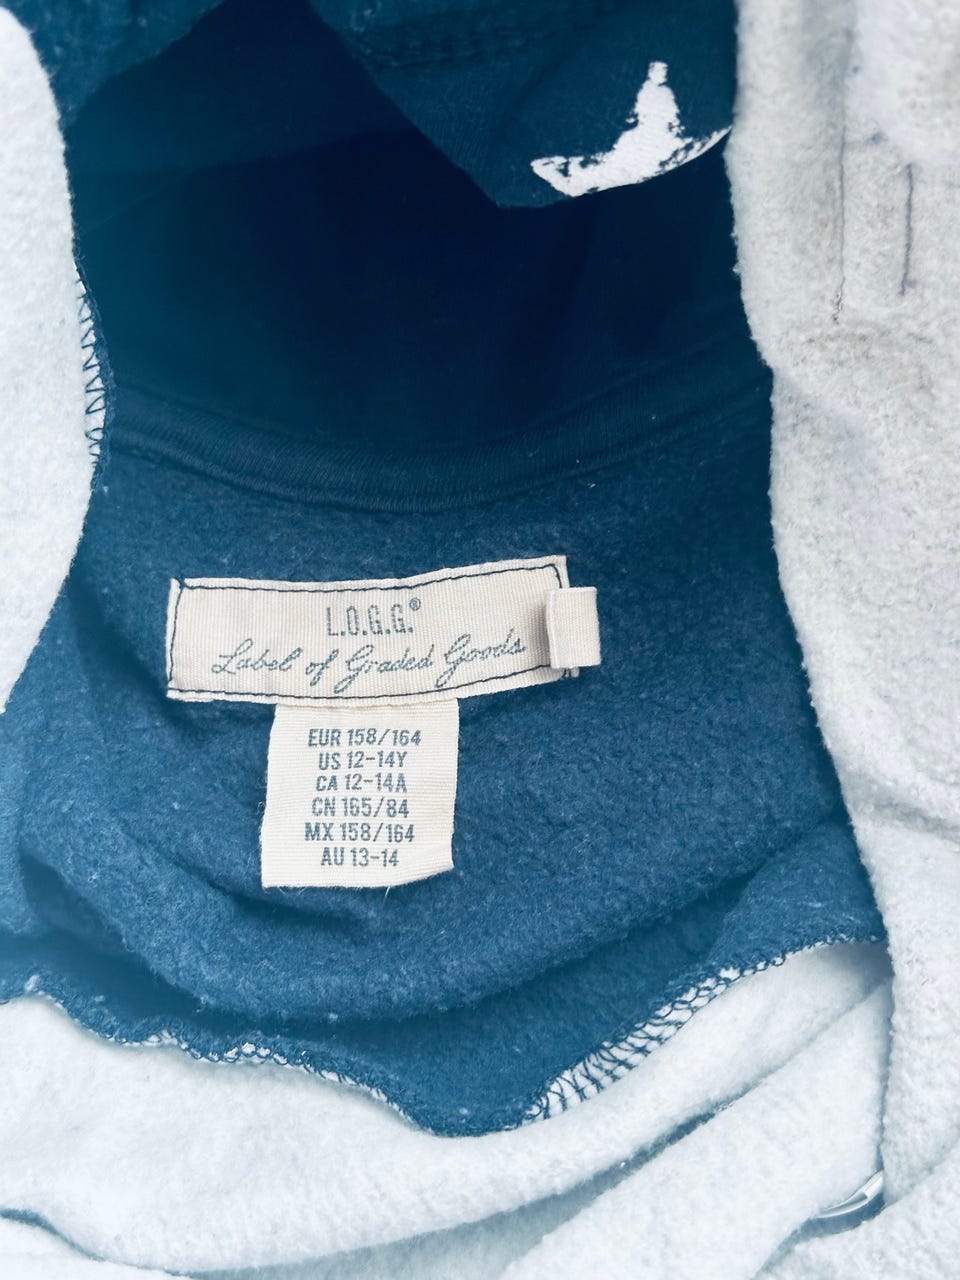 L.O.G.G.®
Label of Graded Goods
EUR 158/164
US 12-14Y
CA 12-14A
CN 165/84
MX 158/164
AU 13-14